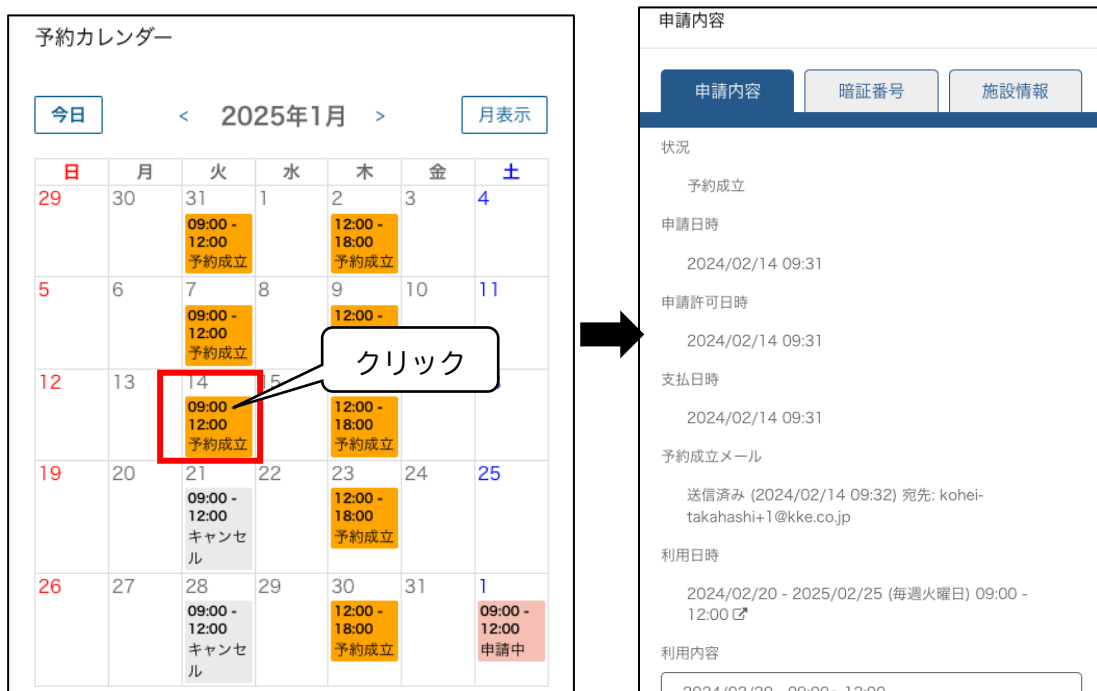 予約カレンダー
今日
< 2025年1月 >
月表示
日 月 火 水 木 金 土
29 30 31 1 2 3 4
09:00 - 12:00 予約成立
12:00 - 18:00 予約成立
5 6 7 8 9 10 11
09:00 - 12:00 予約成立
12:00 -
クリック
12 13 14 15
09:00 - 12:00 予約成立
12:00 - 18:00 予約成立
19 20 21 22 23 24 25
09:00 - 12:00 キャンセル
12:00 - 18:00 予約成立
26 27 28 29 30 31 1
09:00 - 12:00 キャンセル
12:00 - 18:00 予約成立
09:00 - 12:00 申請中
申請内容
申請内容 暗証番号 施設情報
状況
予約成立
申請日時
2024/02/14 09:31
申請許可日時
2024/02/14 09:31
支払日時
2024/02/14 09:31
予約成立メール
送信済み (2024/02/14 09:32) 宛先: kohei-
takahashi+1@kke.co.jp
利用日時
2024/02/20 - 2025/02/25 (毎週火曜日) 09:00 -
12:00
利用内容
2024/02/20 09:00- 12:00